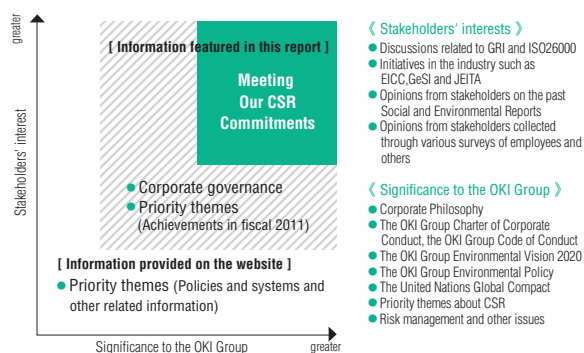 greater
Stakeholders' interest
[ Information featured in this report ]
Meeting
Our CSR
Commitments
● Corporate governance
● Priority themes
(Achievements in fiscal 2011)
[ Information provided on the website ]
● Priority themes (Policies and systems and
other related information)
Significance to the OKI Group
greater
《 Stakeholders' interests 》
● Discussions related to GRI and ISO26000
● Initiatives in the industry such as
EICC,GeSI and JEITA
● Opinions from stakeholders on the past
Social and Environmental Reports
● Opinions from stakeholders collected
through various surveys of employees and
others
《 Significance to the OKI Group 》
● Corporate Philosophy
● The OKI Group Charter of Corporate
Conduct, the OKI Group Code of Conduct
● The OKI Group Environmental Vision 2020
● The OKI Group Environmental Policy
● The United Nations Global Compact
● Priority themes about CSR
● Risk management and other issues